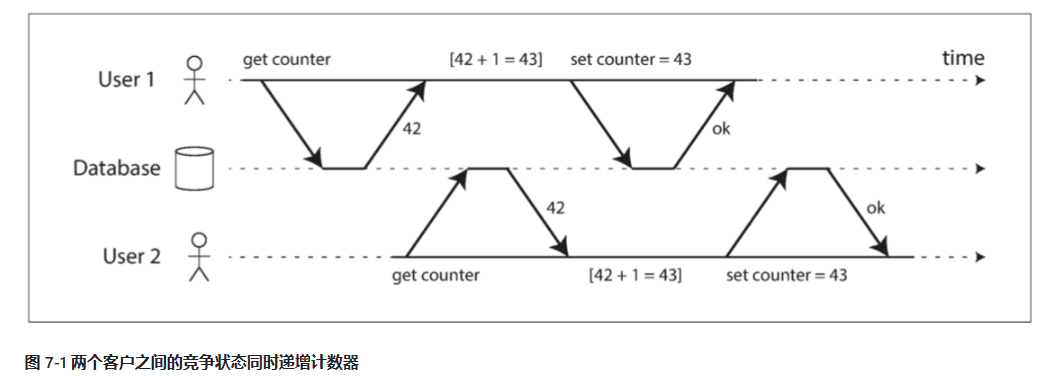 get counter [42 + 1 = 43] set counter = 43 time
User 1
42 ok
Database
42 ok
User 2
get counter [42 + 1 = 43] set counter = 43
图 7-1 两个客户之间的竞争状态同时递增计数器